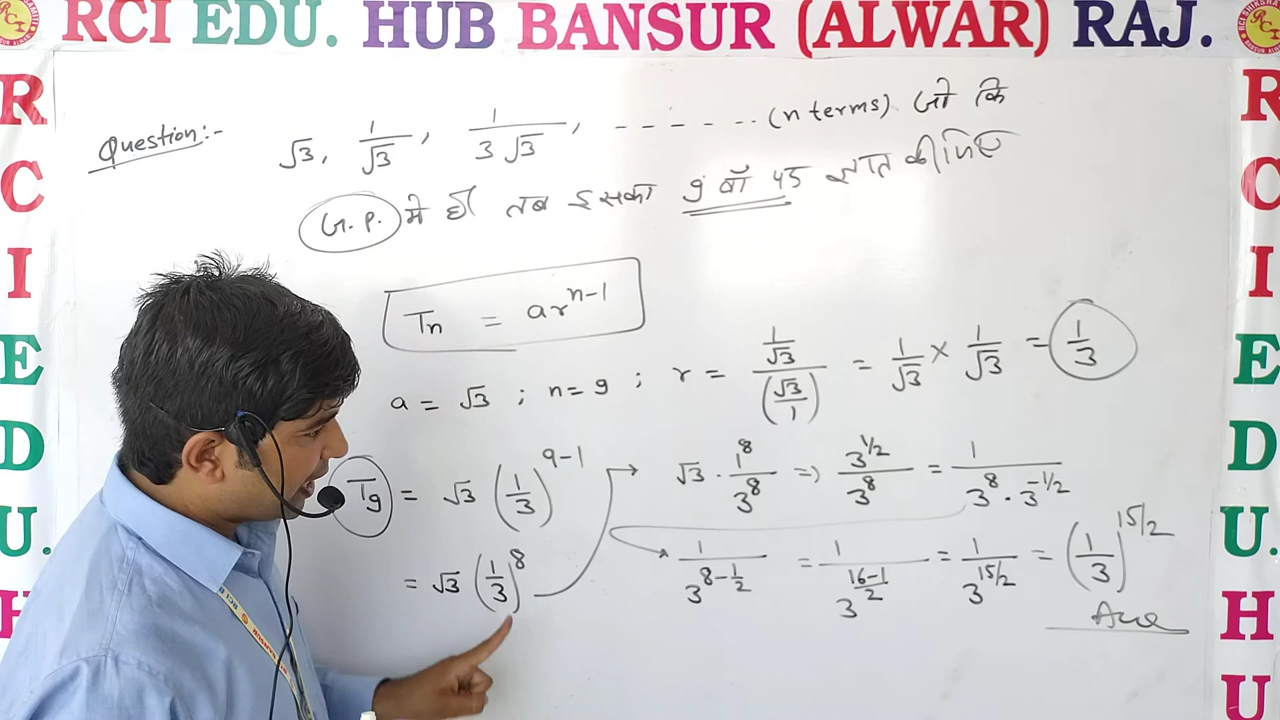 RCI EDU. HUB BANSUR (ALWAR) RAJ.
R
C
I
E
D
U.
H
Question:- √3, 1/√3, 1/3√3, ------... (n terms) जो कि
G.P. में हो तब इसका 9 वाँ पद ज्ञात कीजिए
Tn = ar^(n-1)
a = √3 ; n=9 ; r = (1/√3)/(√3/1) = 1/√3 × 1/√3 = 1/3
T9 = √3 (1/3)^(9-1)
= √3 (1/3)^8
→ √3 · 1^8/3^8 ⇒ 3^(1/2)/3^8 = 1/(3^8 · 3^(-1/2))
1/3^(8-1/2) = 1/3^((16-1)/2) = 1/3^(15/2) = (1/3)^(15/2)
Ans
R
C
I
E
D
U.
H
U